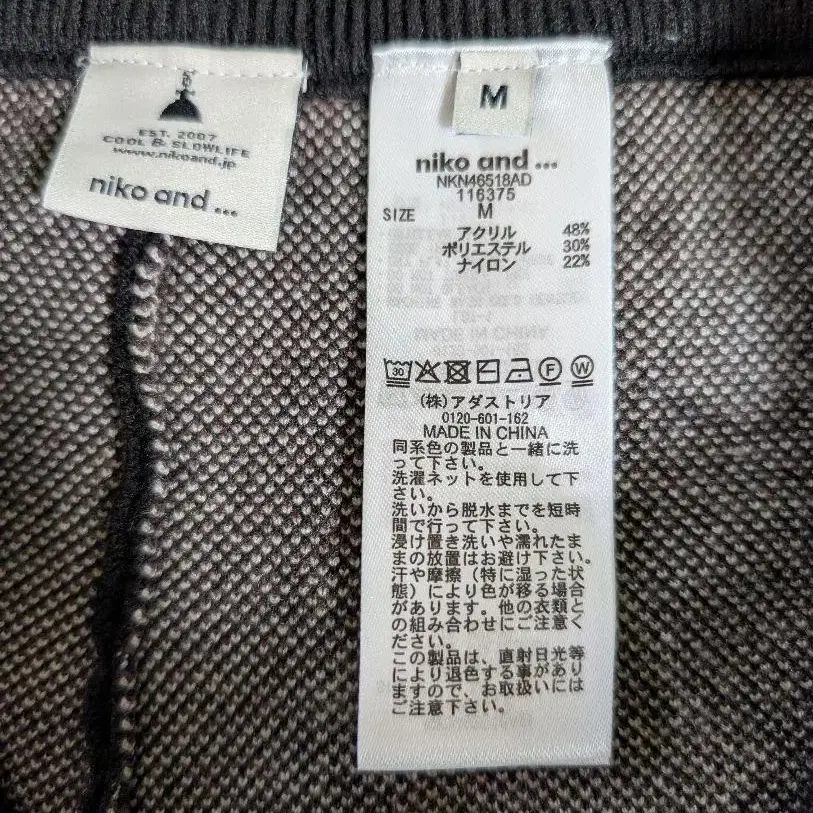 EST. 2007
COOL & SLOWLIFE
www.nikoand.jp
niko and ...
M
niko and ...
NKN46518AD
116375
SIZE M
アクリル 48%
ポリエステル 30%
ナイロン 22%
30
F
W
(株)アダストリア
0120-601-162
MADE IN CHINA
同系色の製品と一緒に洗
って下さい。
洗濯ネットを使用して下
さい。
洗いから脱水までを短時
間で行って下さい。
浸け置き洗いや濡れたま
まの放置はお避け下さい。
汗や摩擦(特に湿った状
態)により色が移る場合
があります。他の衣類と
の組み合わせにご注意く
ださい。
この製品は、直射日光等
により退色する事があり
ますので、お取扱いには
ご注意下さい。